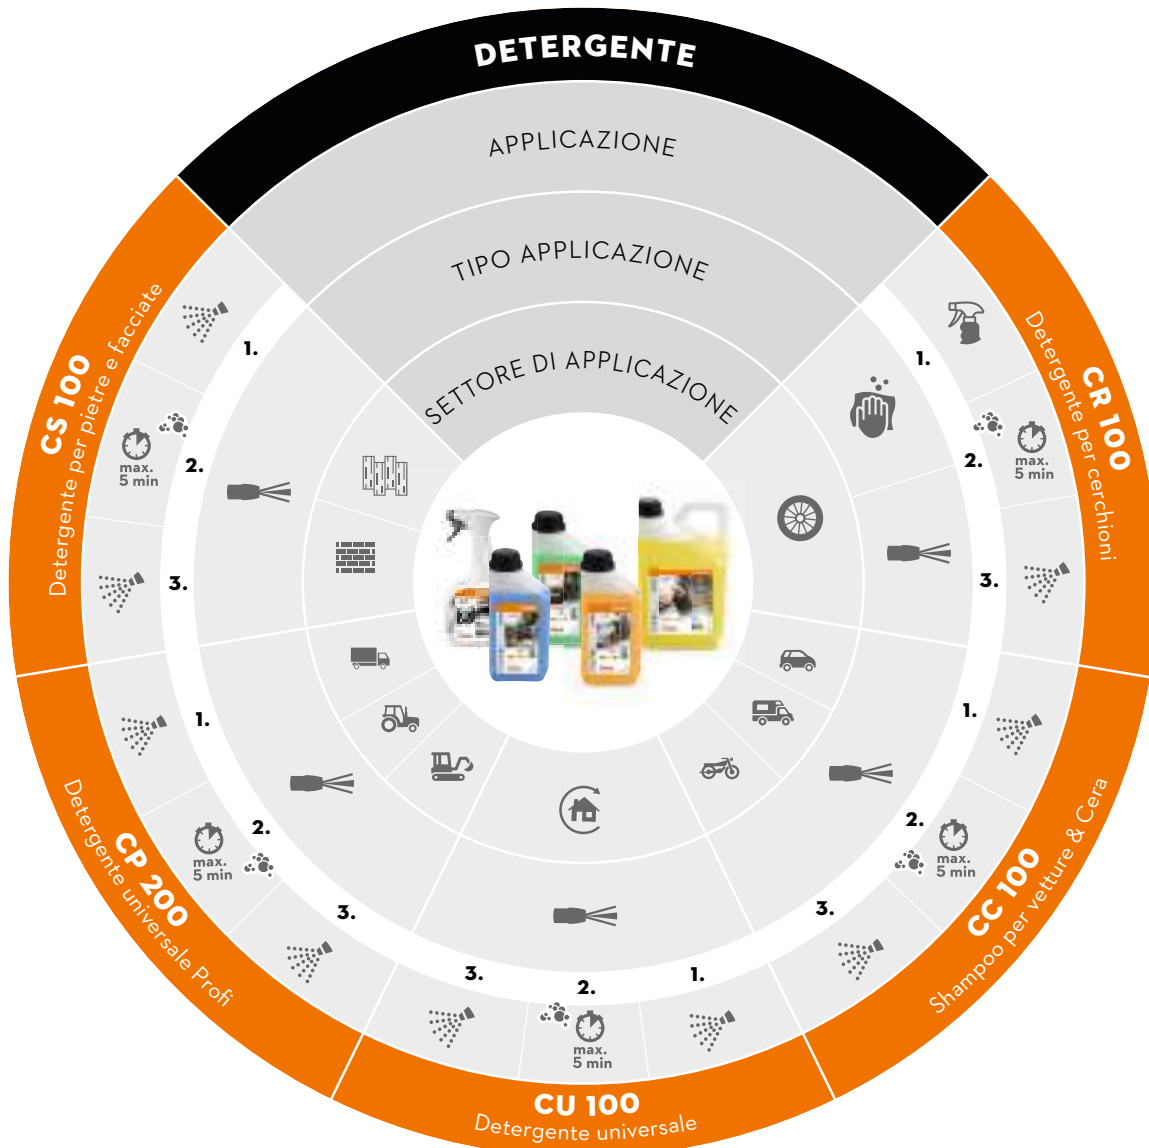 DETERGENTE
APPLICAZIONE
TIPO APPLICAZIONE
SETTORE DI APPLICAZIONE
CR 100
Detergente per cerchioni
1.
2.
max.
5 min
3.
CC 100
Shampoo per vetture & Cera
1.
2.
max.
5 min
3.
CU 100
Detergente universale
1.
2.
max.
5 min
3.
CP 200
Detergente universale Profi
1.
2.
max.
5 min
3.
CS 100
Detergente per pietre e facciate
1.
2.
max.
5 min
3.